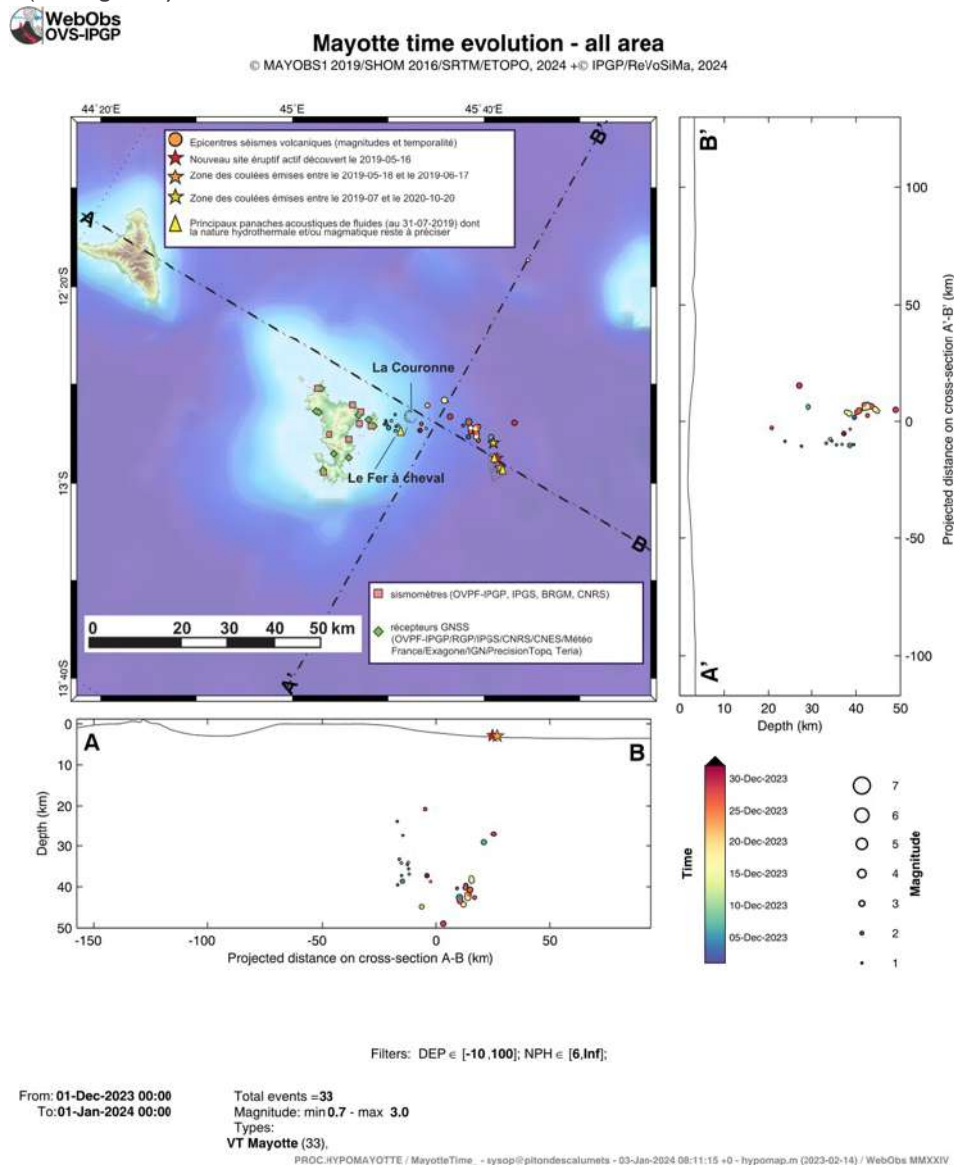 WebObs
OVS-IPGP
Mayotte time evolution - all area
© MAYOBS1 2019/SHOM 2016/SRTM/ETOPO, 2024 +© IPGP/ReVoSiMa, 2024
44˚20'E
45˚E
45˚40'E
12˚20'S
13˚S
13˚40'S
Epicentres séismes volcaniques (magnitudes et temporalité)
Nouveau site éruptif actif découvert le 2019-05-16
Zone des coulées émises entre le 2019-05-18 et le 2019-06-17
Zone des coulées émises entre le 2019-07 et le 2020-10-20
Principaux panaches acoustiques de fluides (au 31-07-2019) dont
la nature hydrothermale et/ou magmatique reste à préciser
A
B'
La Couronne
Le Fer à cheval
B
A'
sismomètres (OVPF-IPGP, IPGS, BRGM, CNRS)
récepteurs GNSS
(OVPF-IPGP/RGP/IPGS/CNRS/CNES/Météo
France/Exagone/IGN/PrecisionTopo, Teria)
0 20 30 40 50 km
B'
A'
100
50
0
-50
-100
Projected distance on cross-section A'-B' (km)
0 10 20 30 40 50
Depth (km)
A
B
0
10
20
30
40
50
Depth (km)
-150 -100 -50 0 50
Projected distance on cross-section A-B (km)
Time
30-Dec-2023
25-Dec-2023
20-Dec-2023
15-Dec-2023
10-Dec-2023
05-Dec-2023
7
6
5
4
3
2
1
Magnitude
Filters: DEP ∈ [-10,100]; NPH ∈ [6,Inf];
From: 01-Dec-2023 00:00
To: 01-Jan-2024 00:00
Total events = 33
Magnitude: min 0.7 - max 3.0
Types:
VT Mayotte (33),
PROC.HYPOMAYOTTE / MayotteTime_ - sysop@pitondescalumets - 03-Jan-2024 08:11:15 +0 - hypomap.m (2023-02-14) / WebObs MMXXIV